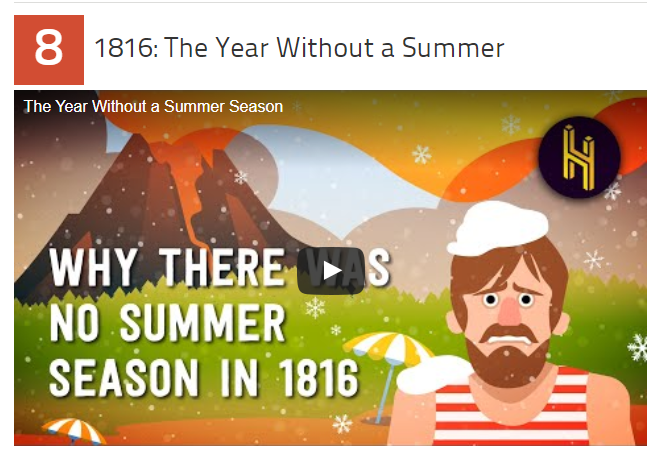 8
1816: The Year Without a Summer
The Year Without a Summer Season
WHY THERE WAS
NO SUMMER
SEASON IN 1816
H